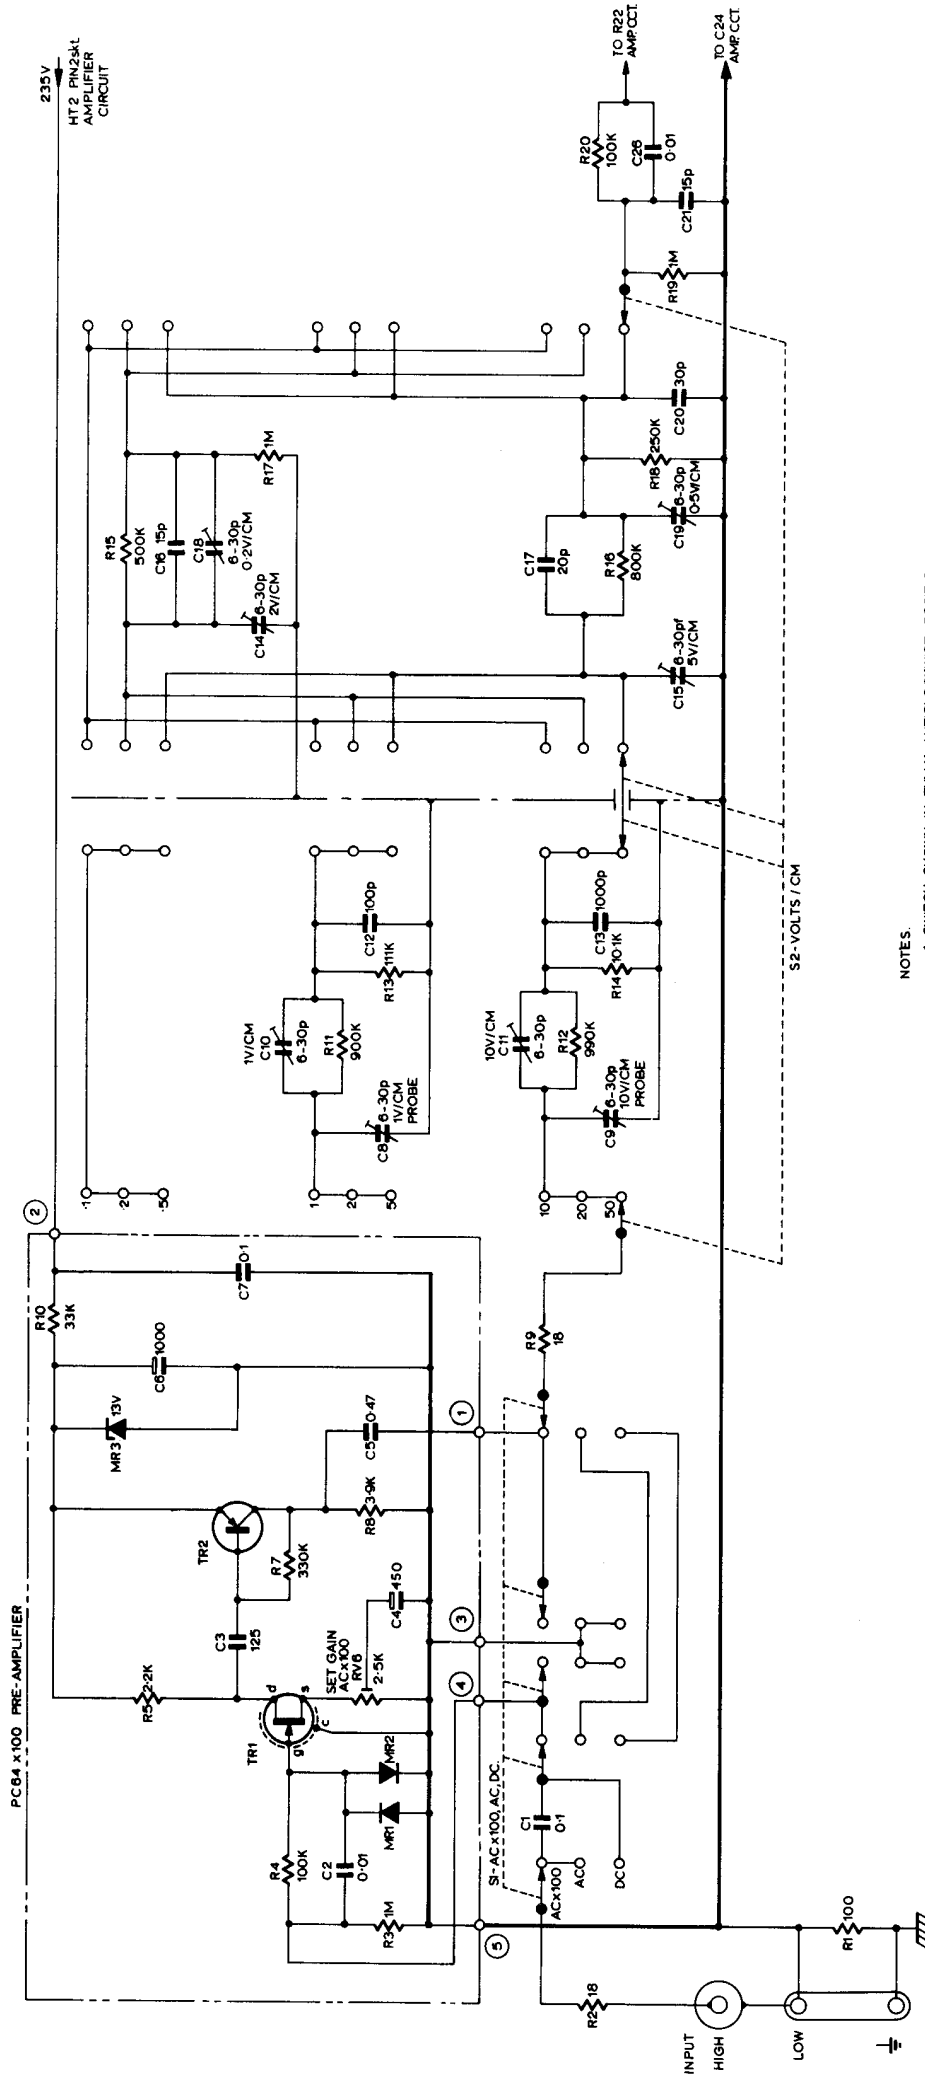 PC64 x100 PRE-AMPLIFIER
235V
HT2 PIN2skt
AMPLIFIER
CIRCUIT
2
R10
33K
C7 0·1
C6 1000
MR3 13V
TR2
R7
330K
C5 0·47
R8 3·9K
C3
125
C4 450
SET GAIN
ACx100
RV6
2·5K
R5 2·2K
d
s
g
c
TR1
MR2
MR1
R4
100K
C2
0·01
R3 1M
1
3
4
5
·1
·2
·5
1
2
5
10
20
50
1V/CM
C10
6-30p
R11
900K
C8 6-30p
1V/CM
PROBE
C12 100p
R13 111K
10V/CM
C11
6-30p
R12
990K
C9 6-30p
10V/CM
PROBE
C13 1000p
R14 10·1K
R15
500K
C16 15p
C18
6-30p
0·2V/CM
C14 6-30p
2V/CM
R17 1M
C17
20p
R16
800K
C15 6-30pf
5V/CM
C19 6-30p
0·5V/CM
R18 250K
C20 30p
R19 1M
C21 15p
R20
100K
C26
0·01
TO R22
AMP.CCT.
TO C24
AMP.CCT.
R9
18
S1-AC x100, AC, DC.
C1
0·1
ACx100
AC
DC
R2 18
INPUT
HIGH
LOW
R1 100
S2-VOLTS / CM
NOTES.